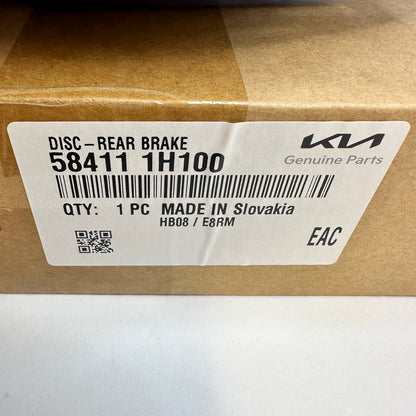 DISC-REAR BRAKE
KIA
58411 1H100
Genuine Parts
QTY: 1 PC MADE IN Slovakia
HB08 / E8RM
EAC